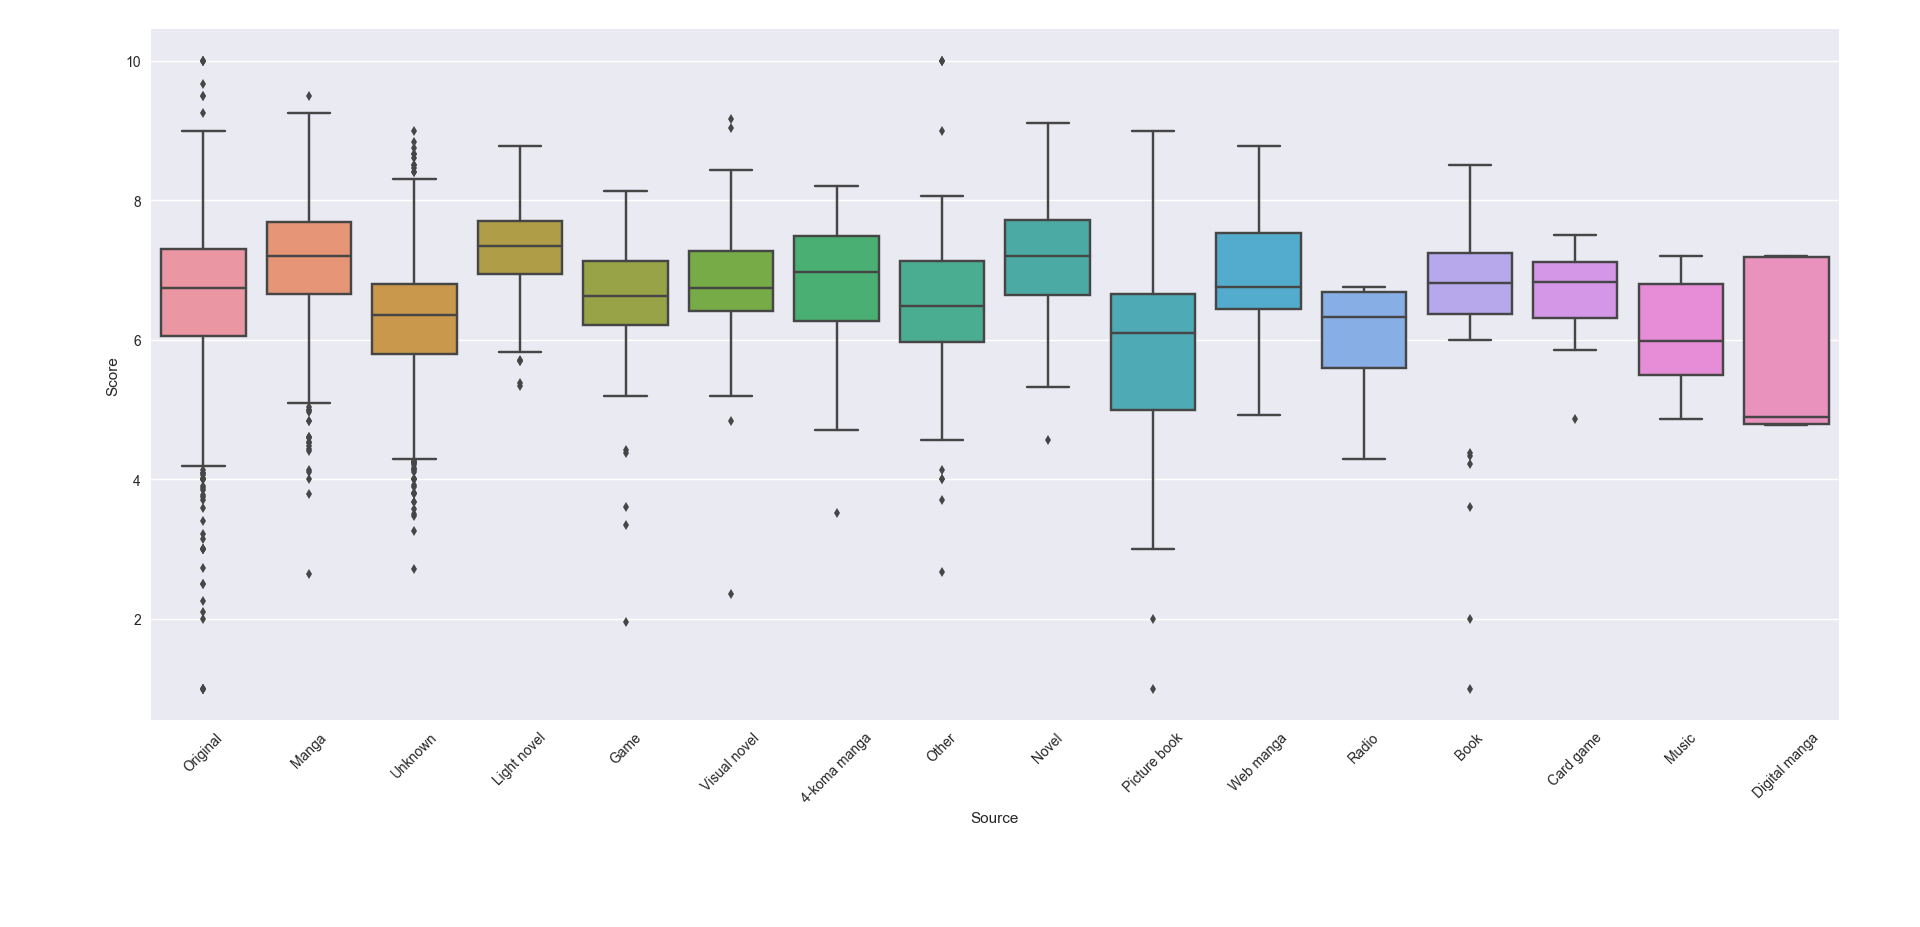 10
8
6
4
2
Score
Original
Manga
Unknown
Light novel
Game
Visual novel
4-koma manga
Other
Novel
Picture book
Web manga
Radio
Book
Card game
Music
Digital manga
Source